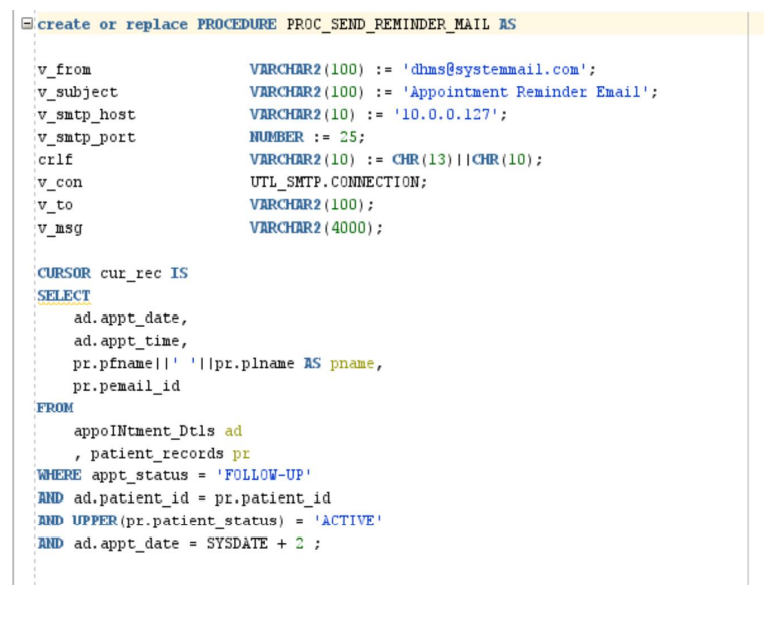 create or replace PROCEDURE PROC_SEND_REMINDER_MAIL AS
v_from VARCHAR2(100) := 'dhms@systemmail.com';
v_subject VARCHAR2(100) := 'Appointment Reminder Email';
v_smtp_host VARCHAR2(10) := '10.0.0.127';
v_smtp_port NUMBER := 25;
crlf VARCHAR2(10) := CHR(13)||CHR(10);
v_con UTL_SMTP.CONNECTION;
v_to VARCHAR2(100);
v_msg VARCHAR2(4000);
CURSOR cur_rec IS
SELECT
ad.appt_date,
ad.appt_time,
pr.pfname||' '||pr.plname AS pname,
pr.pemail_id
FROM
appoINtment_Dtls ad
, patient_records pr
WHERE appt_status = 'FOLLOW-UP'
AND ad.patient_id = pr.patient_id
AND UPPER(pr.patient_status) = 'ACTIVE'
AND ad.appt_date = SYSDATE + 2 ;